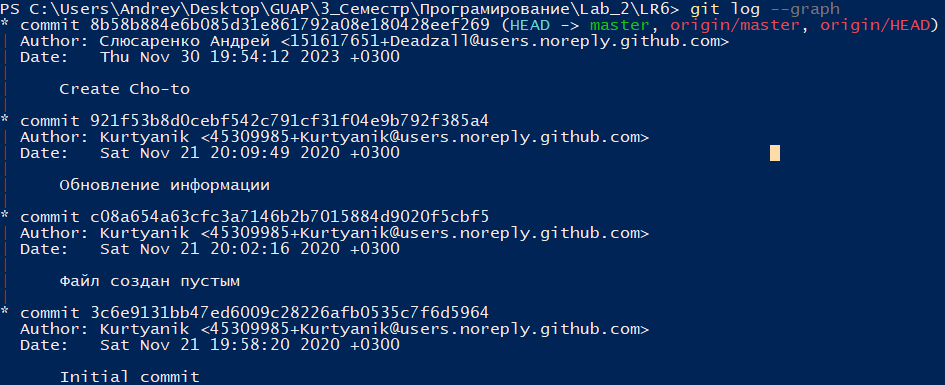 PS C:\Users\Andrey\Desktop\GUAP\3_Семестр\Програмирование\Lab_2\LR6> git log --graph
* commit 8b58b884e6b085d31e861792a08e180428eef269 (HEAD -> master, origin/master, origin/HEAD)
| Author: Слюсаренко Андрей <151617651+Deadzall@users.noreply.github.com>
| Date:   Thu Nov 30 19:54:12 2023 +0300
|
|     Create Cho-to
|
* commit 921f53b8d0cebf542c791cf31f04e9b792f385a4
| Author: Kurtyanik <45309985+Kurtyanik@users.noreply.github.com>
| Date:   Sat Nov 21 20:09:49 2020 +0300
|
|     Обновление информации
|
* commit c08a654a63cfc3a7146b2b7015884d9020f5cbf5
| Author: Kurtyanik <45309985+Kurtyanik@users.noreply.github.com>
| Date:   Sat Nov 21 20:02:16 2020 +0300
|
|     Файл создан пустым
|
* commit 3c6e9131bb47ed6009c28226afb0535c7f6d5964
  Author: Kurtyanik <45309985+Kurtyanik@users.noreply.github.com>
  Date:   Sat Nov 21 19:58:20 2020 +0300

      Initial commit